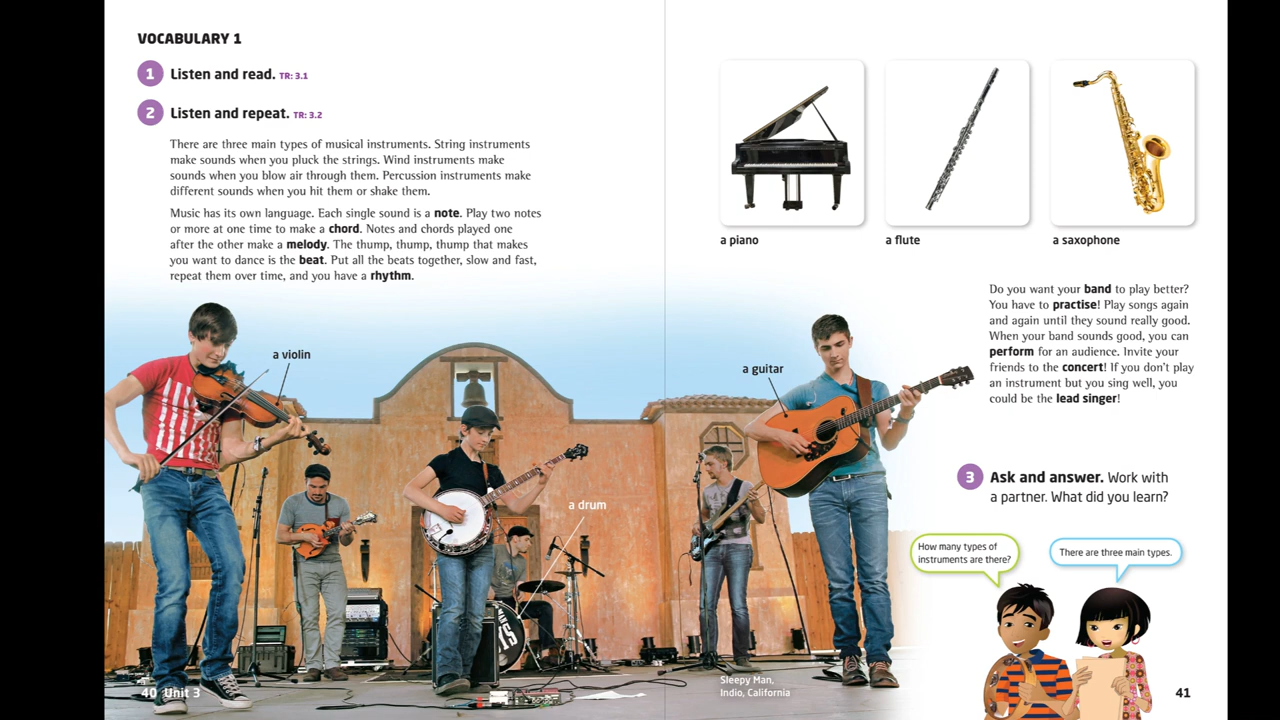 VOCABULARY 1
1 Listen and read. TR: 3.1
2 Listen and repeat. TR: 3.2
There are three main types of musical instruments. String instruments
make sounds when you pluck the strings. Wind instruments make
sounds when you blow air through them. Percussion instruments make
different sounds when you hit them or shake them.
Music has its own language. Each single sound is a note. Play two notes
or more at one time to make a chord. Notes and chords played one
after the other make a melody. The thump, thump, thump that makes
you want to dance is the beat. Put all the beats together, slow and fast,
repeat them over time, and you have a rhythm.
a violin
a drum
a guitar
40 Unit 3
a piano
a flute
a saxophone
Do you want your band to play better?
You have to practise! Play songs again
and again until they sound really good.
When your band sounds good, you can
perform for an audience. Invite your
friends to the concert! If you don't play
an instrument but you sing well, you
could be the lead singer!
3 Ask and answer. Work with
a partner. What did you learn?
How many types of
instruments are there?
There are three main types.
Sleepy Man,
Indio, California
41